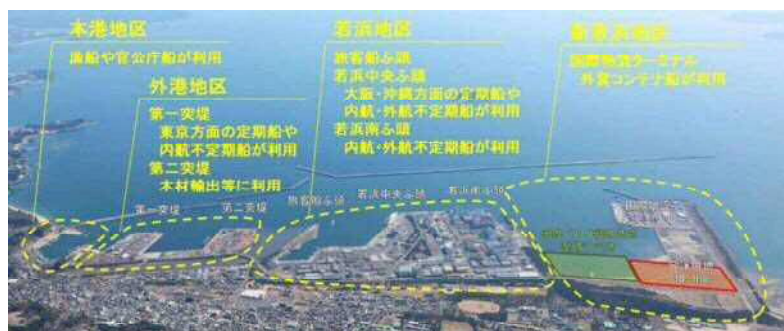 本港地区
漁船や官公庁船が利用
外港地区
第一突堤
東京方面の定期船や
内航不定期船が利用
第二突堤
木材輸出等に利用
若浜地区
旅客船ふ頭
若浜中央ふ頭
大阪・沖縄方面の定期船や
内航・外航不定期船が利用
若浜南ふ頭
内航・外航不定期船が利用
国際物流ターミナル
外貿コンテナ船が利用
第一突堤
第二突堤
旅客船ふ頭
若浜中央ふ頭
若浜南ふ頭